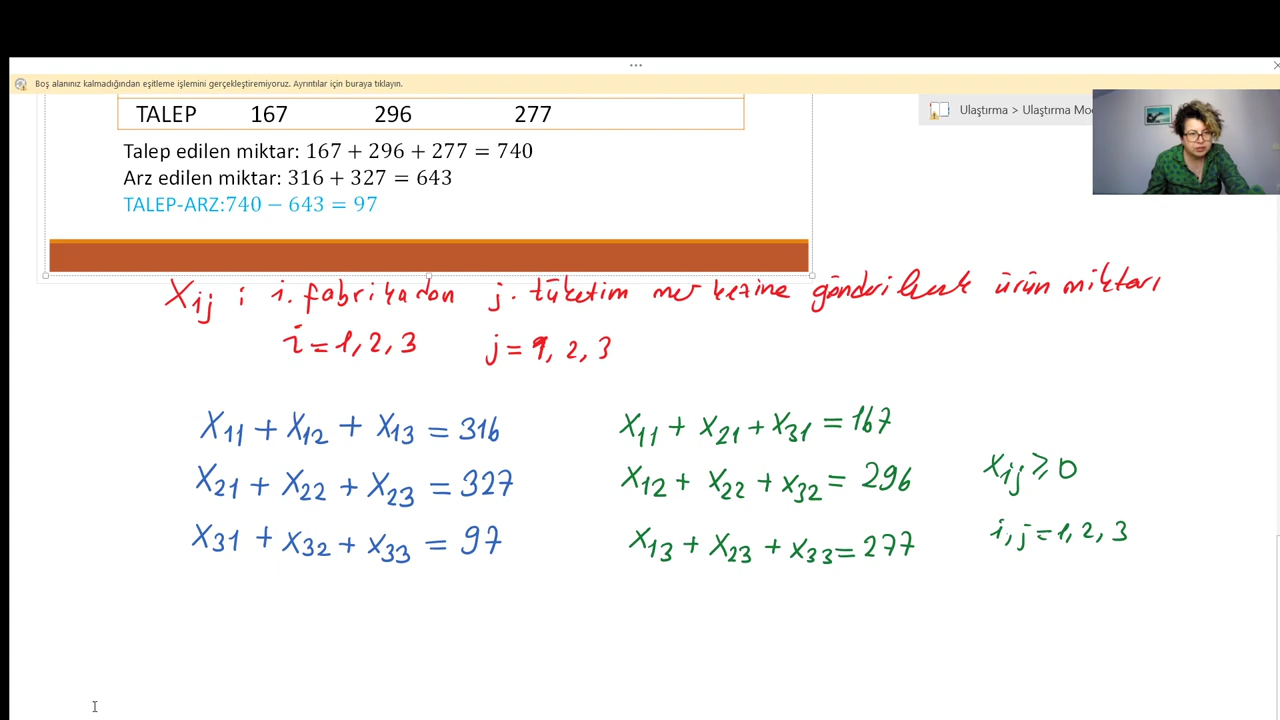 Boş alanınız kalmadığından eşitleme işlemini gerçekleştiremiyoruz. Ayrıntılar için buraya tıklayın.
TALEP 167 296 277
Ulaştırma > Ulaştırma Mo
Talep edilen miktar: 167 + 296 + 277 = 740
Arz edilen miktar: 316 + 327 = 643
TALEP-ARZ:740 − 643 = 97
Xij : i. fabrikadan j. tüketim merkezine gönderilecek ürün miktarı
i = 1, 2, 3 j = 1, 2, 3
X11 + X12 + X13 = 316
X21 + X22 + X23 = 327
X31 + X32 + X33 = 97
X11 + X21 + X31 = 167
X12 + X22 + X32 = 296
X13 + X23 + X33 = 277
Xij ≥ 0
i, j = 1, 2, 3